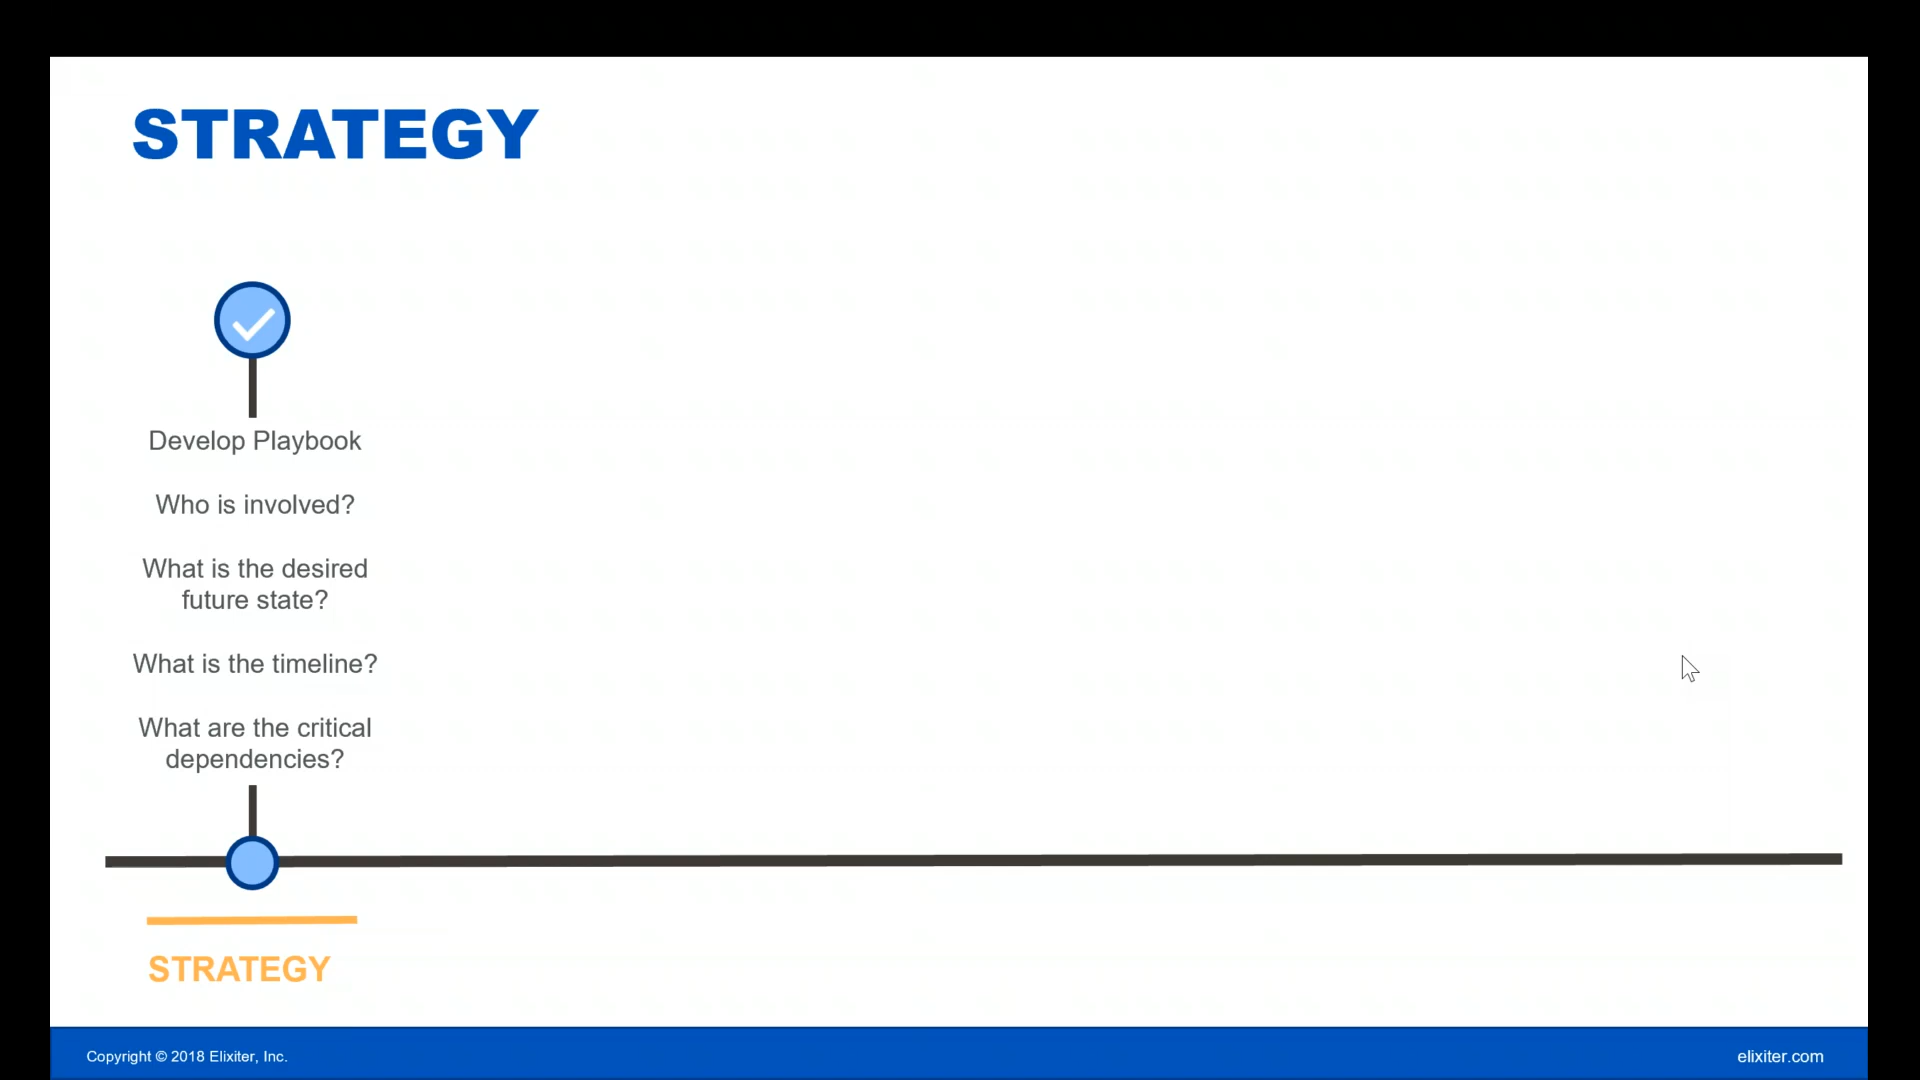 STRATEGY
Develop Playbook
Who is involved?
What is the desired
future state?
What is the timeline?
What are the critical
dependencies?
STRATEGY
Copyright © 2018 Elixiter, Inc.
elixiter.com